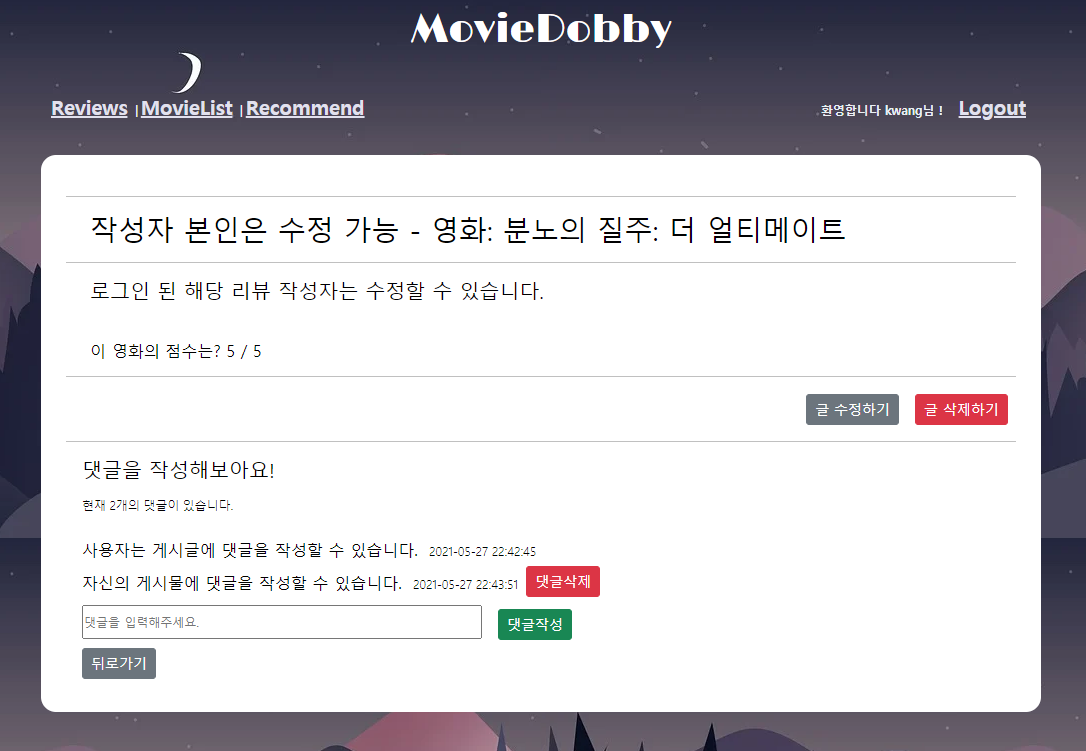 MovieDobby
Reviews | MovieList | Recommend 환영합니다 kwang님 ! Logout
작성자 본인은 수정 가능 - 영화: 분노의 질주: 더 얼티메이트
로그인 된 해당 리뷰 작성자는 수정할 수 있습니다.
이 영화의 점수는? 5 / 5
글 수정하기 글 삭제하기
댓글을 작성해보아요!
현재 2개의 댓글이 있습니다.
사용자는 게시글에 댓글을 작성할 수 있습니다. 2021-05-27 22:42:45
자신의 게시물에 댓글을 작성할 수 있습니다. 2021-05-27 22:43:51 댓글삭제
댓글을 입력해주세요. 댓글작성
뒤로가기